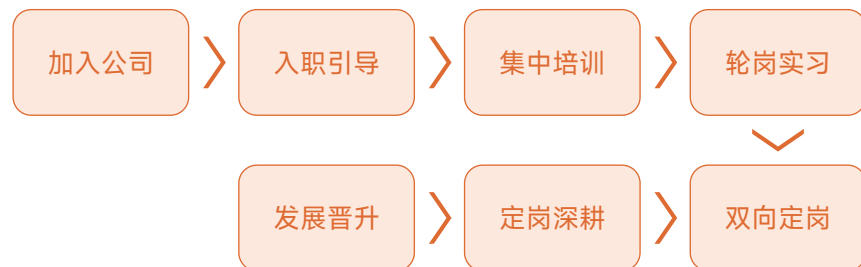 加入公司
入职引导
集中培训
轮岗实习
发展晋升
定岗深耕
双向定岗